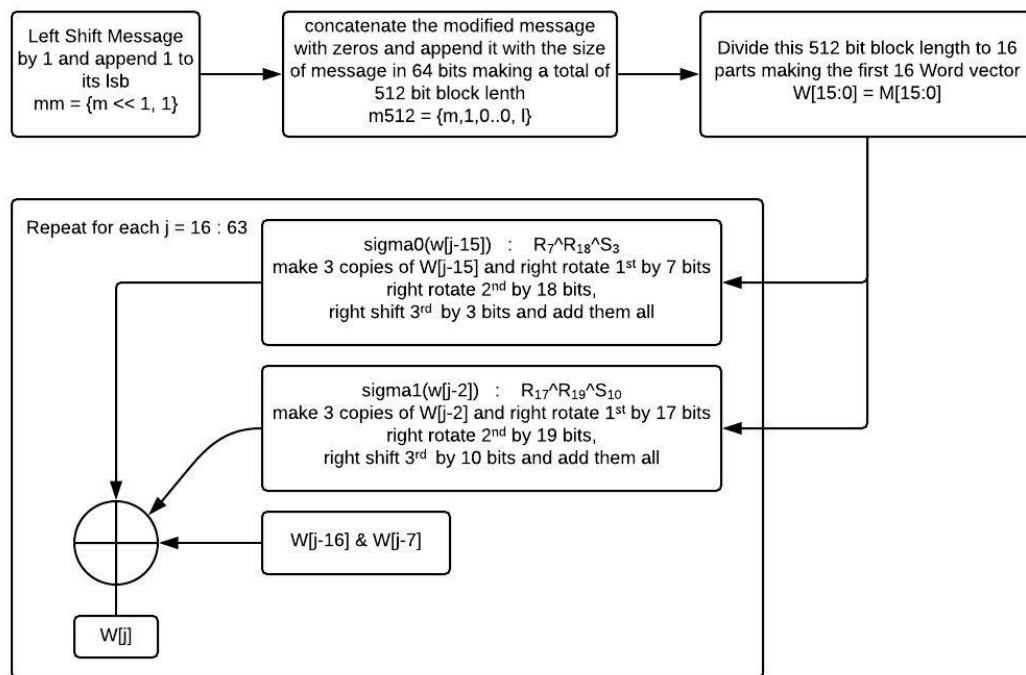 Left Shift Message
by 1 and append 1 to
its lsb
mm = {m << 1, 1}
concatenate the modified message
with zeros and append it with the size
of message in 64 bits making a total of
512 bit block lenth
m512 = {m,1,0..0, l}
Divide this 512 bit block length to 16
parts making the first 16 Word vector
W[15:0] = M[15:0]
Repeat for each j = 16 : 63
sigma0(w[j-15]) : R₇^R₁₈^S₃
make 3 copies of W[j-15] and right rotate 1ˢᵗ by 7 bits
right rotate 2ⁿᵈ by 18 bits,
right shift 3ʳᵈ by 3 bits and add them all
sigma1(w[j-2]) : R₁₇^R₁₉^S₁₀
make 3 copies of W[j-2] and right rotate 1ˢᵗ by 17 bits
right rotate 2ⁿᵈ by 19 bits,
right shift 3ʳᵈ by 10 bits and add them all
W[j-16] & W[j-7]
W[j]